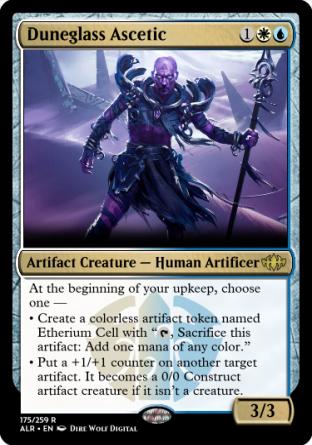 Duneglass Ascetic 1
Artifact Creature — Human Artificer
At the beginning of your upkeep, choose
one —
• Create a colorless artifact token named
Etherium Cell with “, Sacrifice this
artifact: Add one mana of any color.”
• Put a +1/+1 counter on another target
artifact. It becomes a 0/0 Construct
artifact creature if it isn't a creature.
3/3
175/259 R
ALR • EN DIRE WOLF DIGITAL